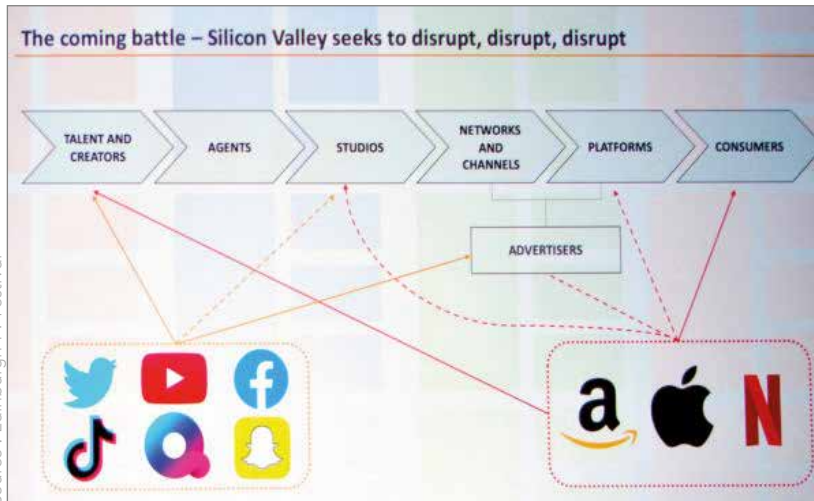 The coming battle – Silicon Valley seeks to disrupt, disrupt, disrupt
TALENT AND
CREATORS
AGENTS
STUDIOS
NETWORKS
AND
CHANNELS
PLATFORMS
CONSUMERS
ADVERTISERS
a
N